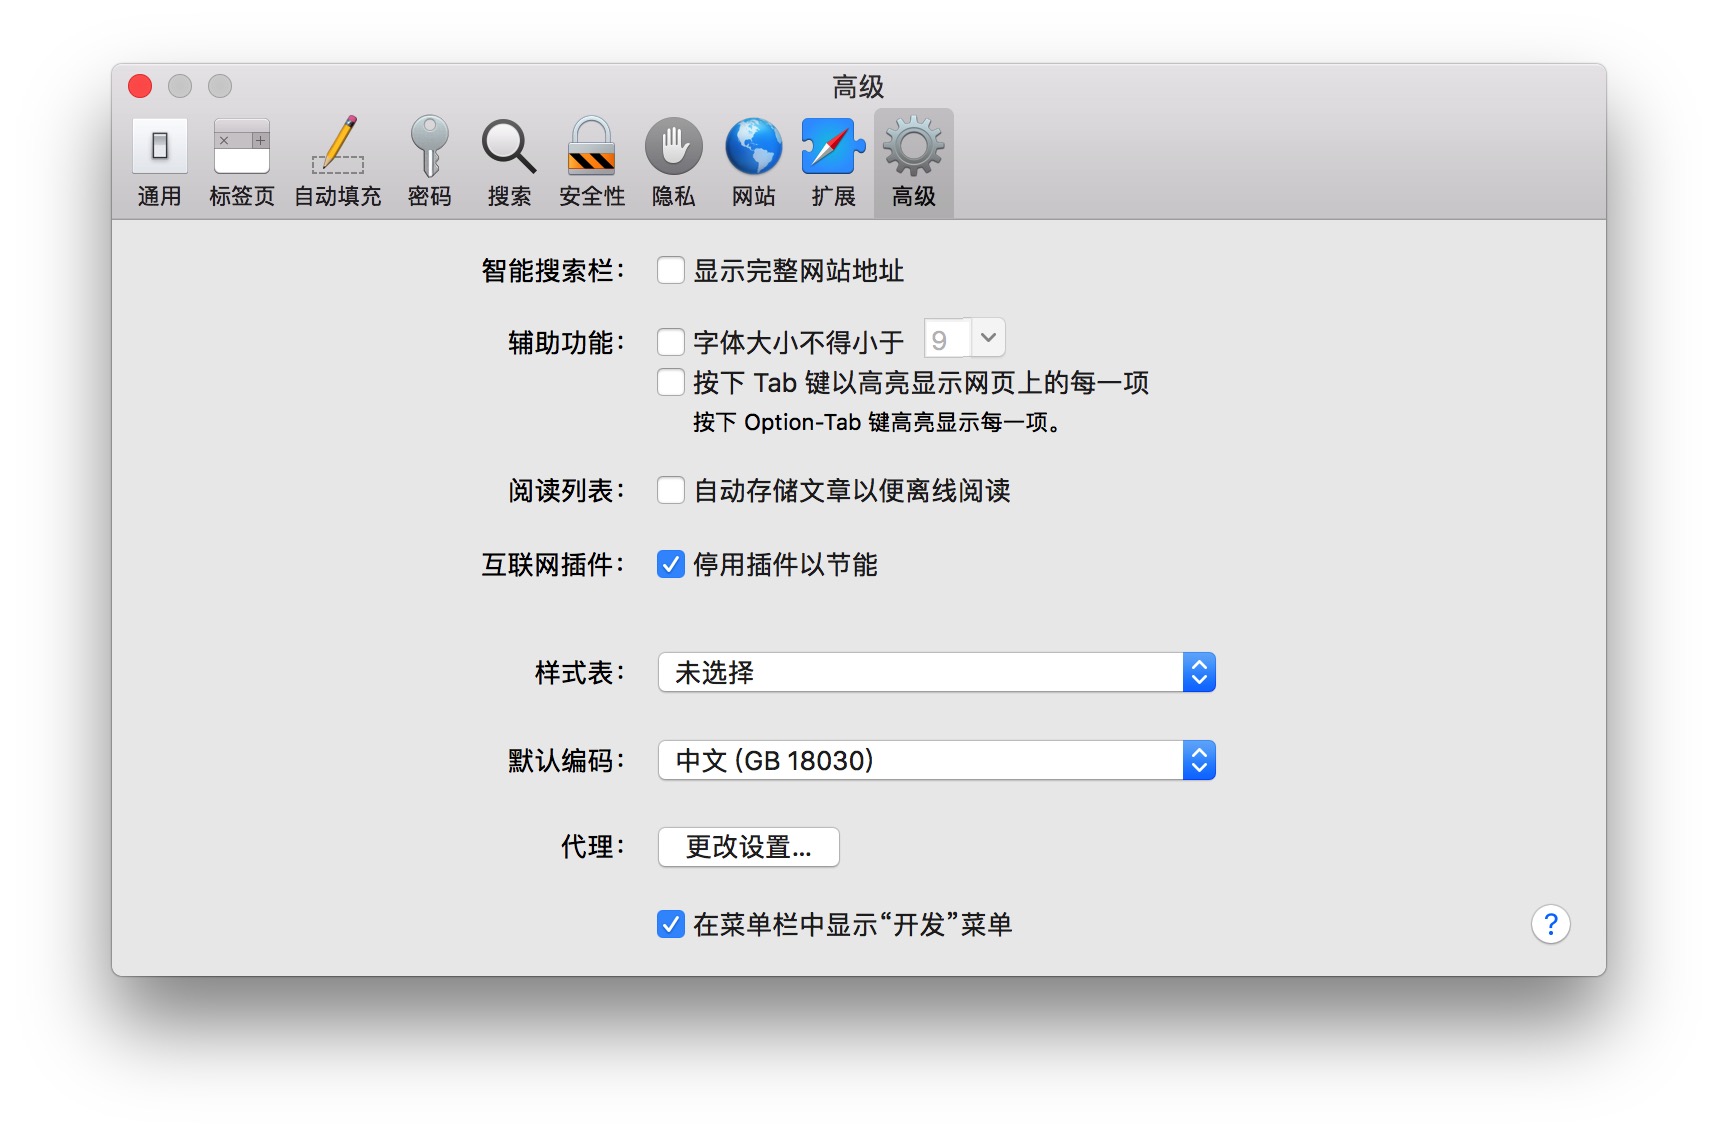 高级
通用 标签页 自动填充 密码 搜索 安全性 隐私 网站 扩展 高级
智能搜索栏： 显示完整网站地址
辅助功能： 字体大小不得小于 9
按下 Tab 键以高亮显示网页上的每一项
按下 Option-Tab 键高亮显示每一项。
阅读列表： 自动存储文章以便离线阅读
互联网插件： 停用插件以节能
样式表： 未选择
默认编码： 中文 (GB 18030)
代理： 更改设置...
在菜单栏中显示“开发”菜单 ?